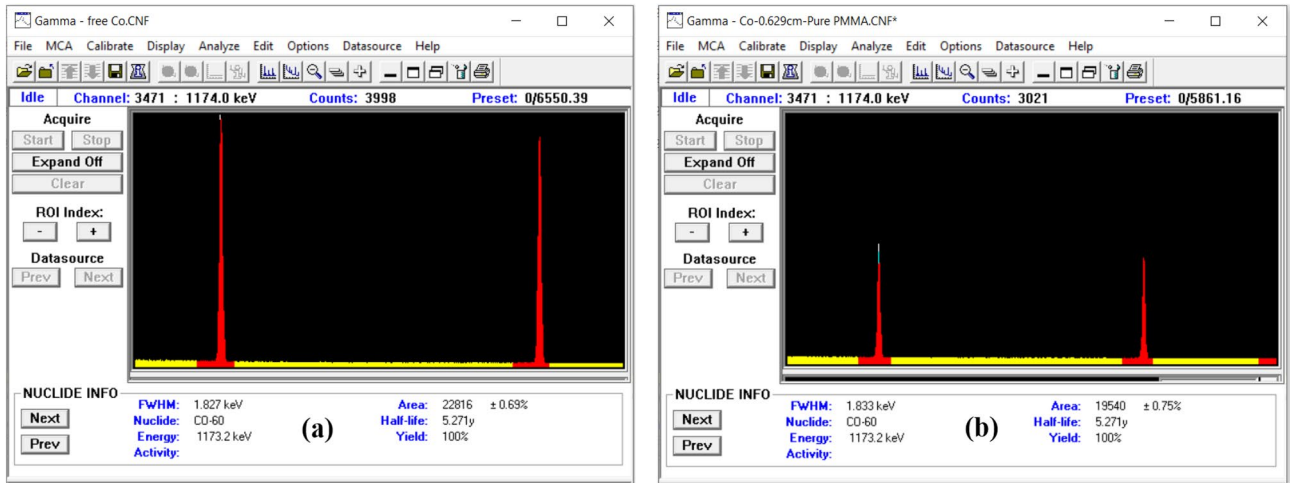 Gamma - free Co.CNF
File MCA Calibrate Display Analyze Edit Options Datasource Help
Idle Channel: 3471 : 1174.0 keV Counts: 3998 Preset: 0/6550.39
Acquire
Start Stop
Expand Off
Clear
ROI Index:
- +
Datasource
Prev Next
NUCLIDE INFO
Next
Prev
FWHM: 1.827 keV Area: 22816 ± 0.69%
Nuclide: CO-60 Half-life: 5.271y
Energy: 1173.2 keV Yield: 100%
Activity:
(a)
Gamma - Co-0.629cm-Pure PMMA.CNF*
File MCA Calibrate Display Analyze Edit Options Datasource Help
Idle Channel: 3471 : 1174.0 keV Counts: 3021 Preset: 0/5861.16
Acquire
Start Stop
Expand Off
Clear
ROI Index:
- +
Datasource
Prev Next
NUCLIDE INFO
Next
Prev
FWHM: 1.833 keV Area: 19540 ± 0.75%
Nuclide: CO-60 Half-life: 5.271y
Energy: 1173.2 keV Yield: 100%
Activity:
(b)